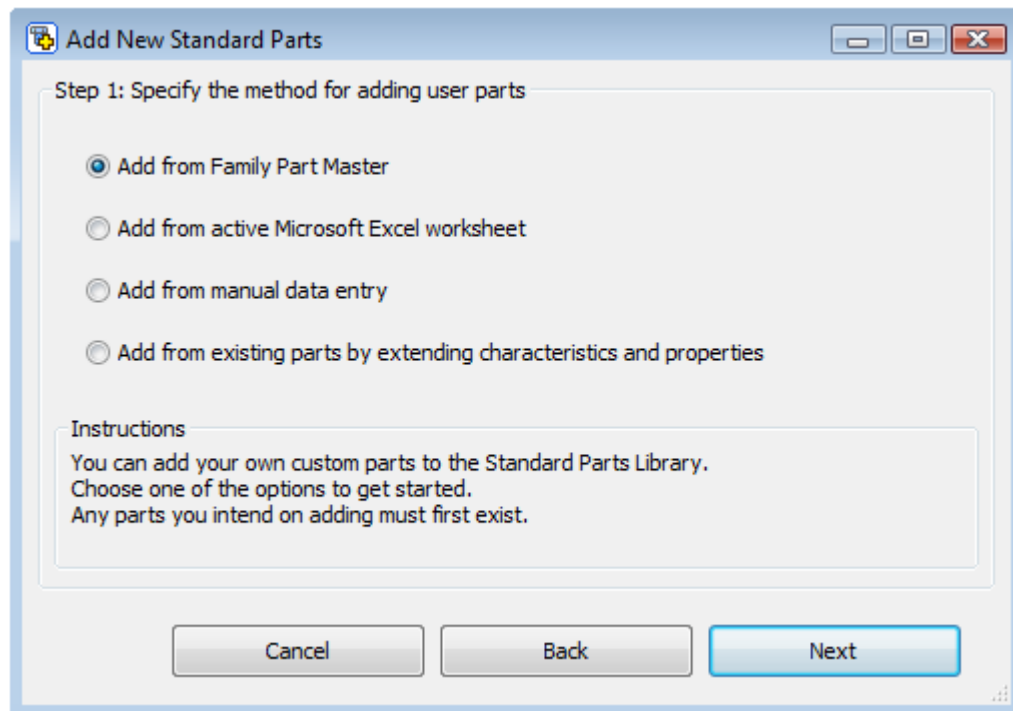 Add New Standard Parts
Step 1: Specify the method for adding user parts
Add from Family Part Master
Add from active Microsoft Excel worksheet
Add from manual data entry
Add from existing parts by extending characteristics and properties
Instructions
You can add your own custom parts to the Standard Parts Library.
Choose one of the options to get started.
Any parts you intend on adding must first exist.
Cancel
Back
Next